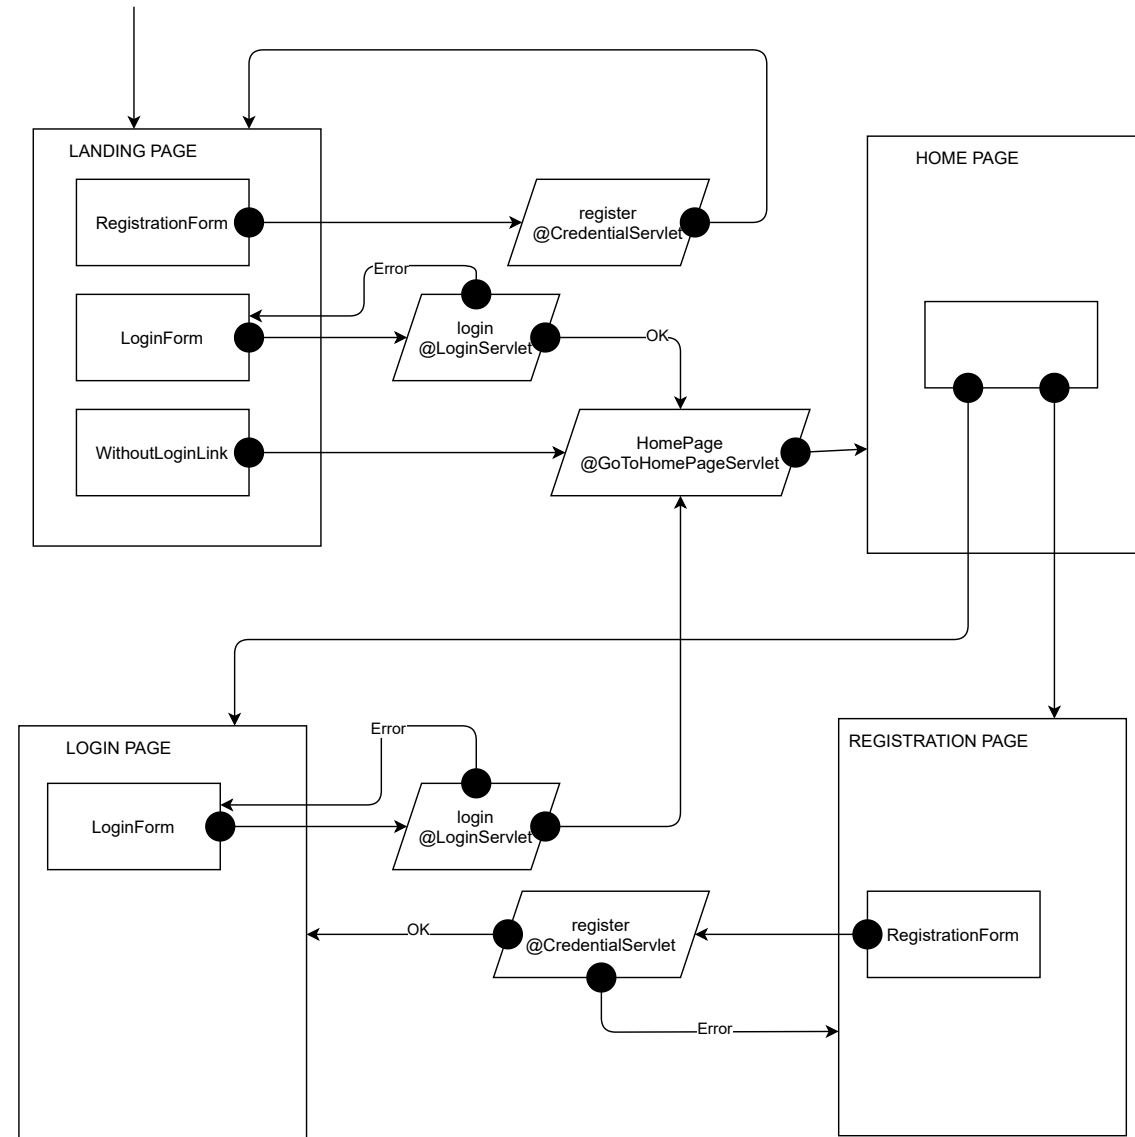 LANDING PAGE
HOME PAGE
RegistrationForm
register
@CredentialServlet
Error
LoginForm
login
@LoginServlet
OK
WithoutLoginLink
HomePage
@GoToHomePageServlet
LOGIN PAGE
Error
REGISTRATION PAGE
LoginForm
login
@LoginServlet
OK
register
@CredentialServlet
RegistrationForm
Error